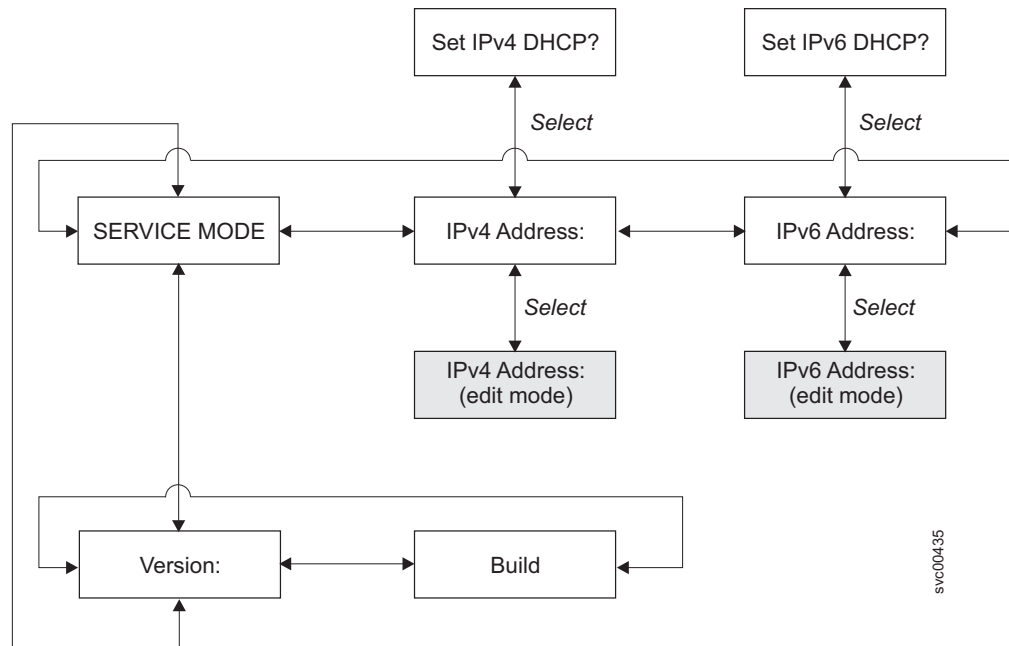 Set IPv4 DHCP?
Set IPv6 DHCP?
Select
Select
SERVICE MODE
IPv4 Address:
IPv6 Address:
Select
Select
IPv4 Address:
(edit mode)
IPv6 Address:
(edit mode)
Version:
Build
svc00435